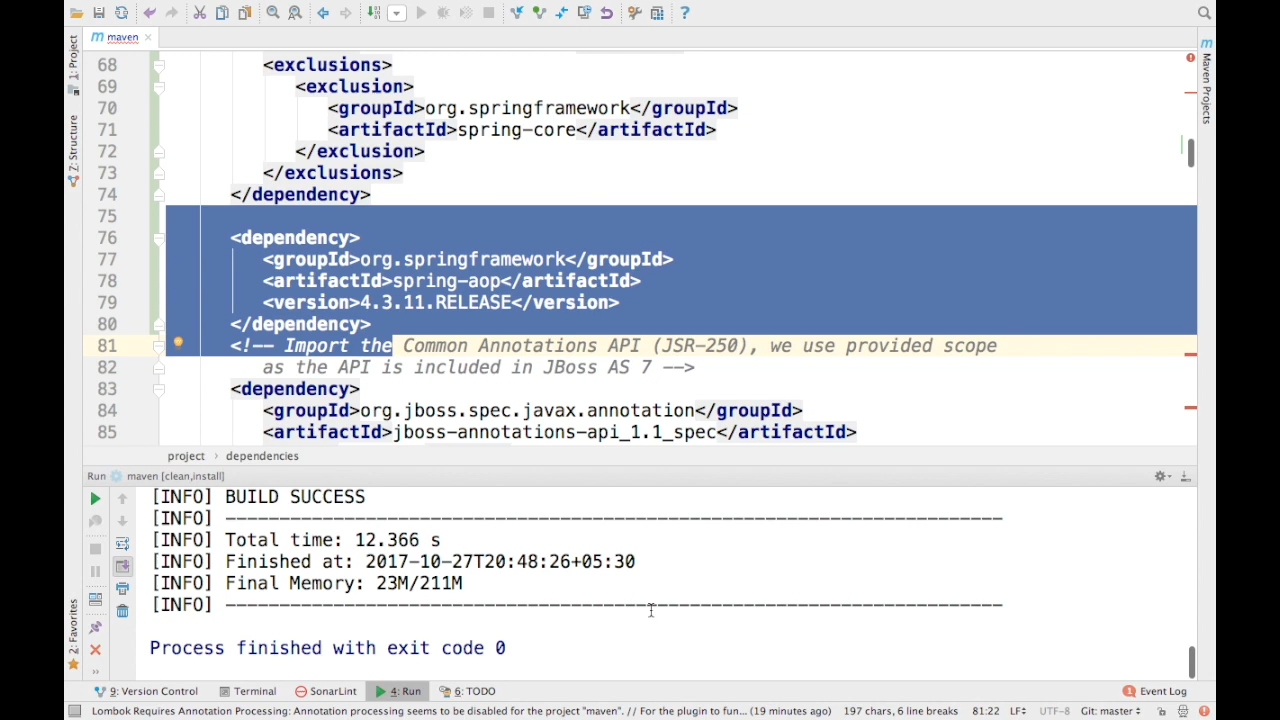 maven
1: Project
7: Structure
2: Favorites
Maven Projects
68 <exclusions>
69 <exclusion>
70 <groupId>org.springframework</groupId>
71 <artifactId>spring-core</artifactId>
72 </exclusion>
73 </exclusions>
74 </dependency>
75
76 <dependency>
77 <groupId>org.springframework</groupId>
78 <artifactId>spring-aop</artifactId>
79 <version>4.3.11.RELEASE</version>
80 </dependency>
81 <!-- Import the Common Annotations API (JSR-250), we use provided scope
82 as the API is included in JBoss AS 7 -->
83 <dependency>
84 <groupId>org.jboss.spec.javax.annotation</groupId>
85 <artifactId>jboss-annotations-api_1.1_spec</artifactId>
project › dependencies
Run maven [clean,install]
[INFO] BUILD SUCCESS
[INFO] ------------------------------------------------------------------------
[INFO] Total time: 12.366 s
[INFO] Finished at: 2017-10-27T20:48:26+05:30
[INFO] Final Memory: 23M/211M
[INFO] ------------------------------------------------------------------------
Process finished with exit code 0
9: Version Control Terminal SonarLint 4: Run 6: TODO 1 Event Log
Lombok Requires Annotation Processing: Annotation processing seems to be disabled for the project "maven". // For the plugin to fun... (19 minutes ago) 197 chars, 6 line breaks 81:22 LF UTF-8 Git: master